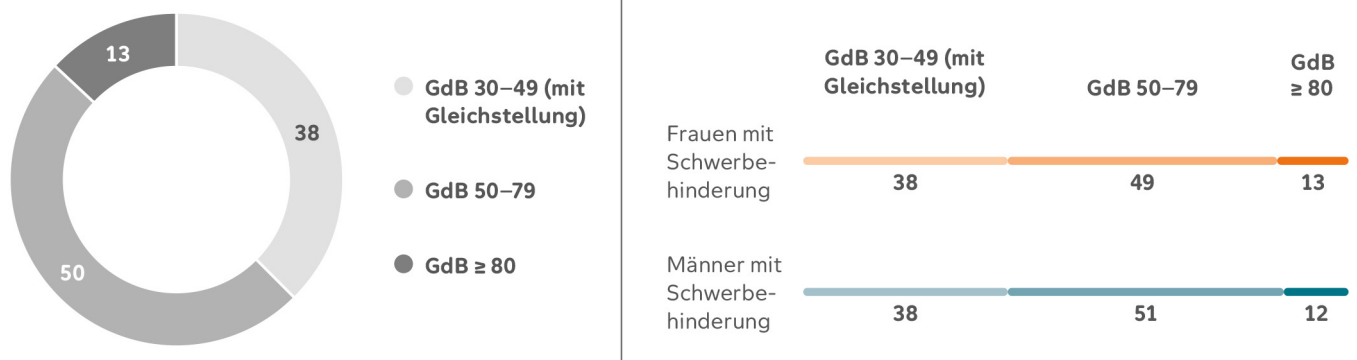 13
38
50
GdB 30–49 (mit
Gleichstellung)
GdB 50–79
GdB ≥ 80
GdB 30–49 (mit
Gleichstellung)
GdB 50–79
GdB
≥ 80
Frauen mit
Schwerbe-
hinderung
38
49
13
Männer mit
Schwerbe-
hinderung
38
51
12